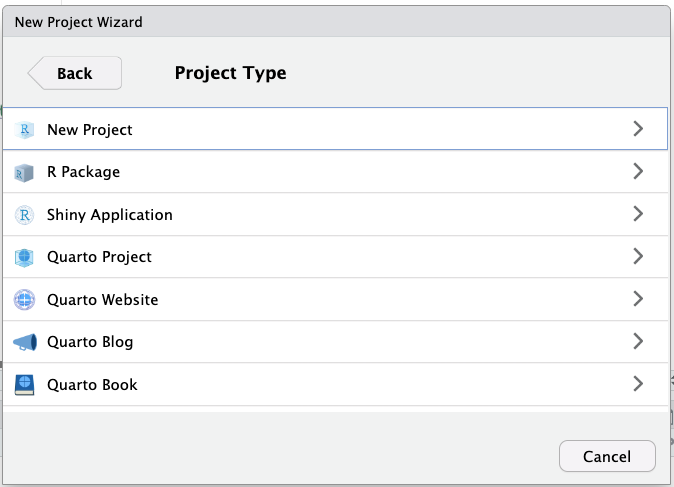 New Project Wizard
Back
Project Type
R New Project
R R Package
R Shiny Application
Quarto Project
Quarto Website
Quarto Blog
Quarto Book
Cancel